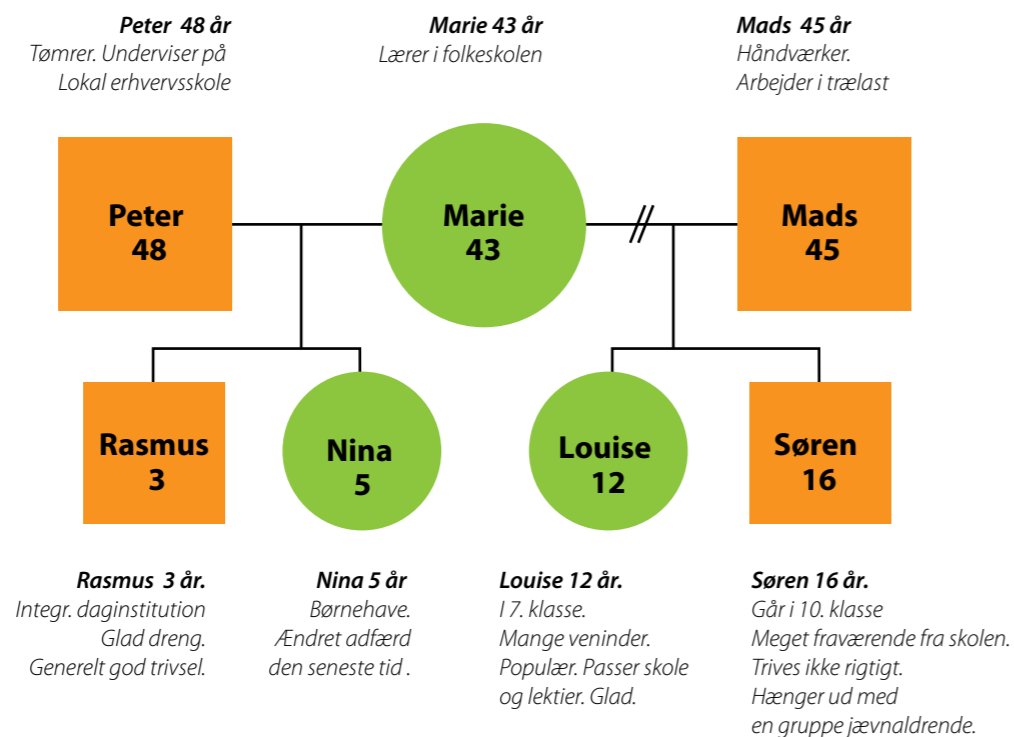 Peter 48 år
Tømrer. Underviser på
Lokal erhvervsskole
Marie 43 år
Lærer i folkeskolen
Mads 45 år
Håndværker.
Arbejder i trælast
Peter
48
Marie
43
Mads
45
Rasmus
3
Nina
5
Louise
12
Søren
16
Rasmus 3 år.
Integr. daginstitution
Glad dreng.
Generelt god trivsel.
Nina 5 år
Børnehave.
Ændret adfærd
den seneste tid .
Louise 12 år.
I 7. klasse.
Mange veninder.
Populær. Passer skole
og lektier. Glad.
Søren 16 år.
Går i 10. klasse
Meget fraværende fra skolen.
Trives ikke rigtigt.
Hænger ud med
en gruppe jævnaldrende.